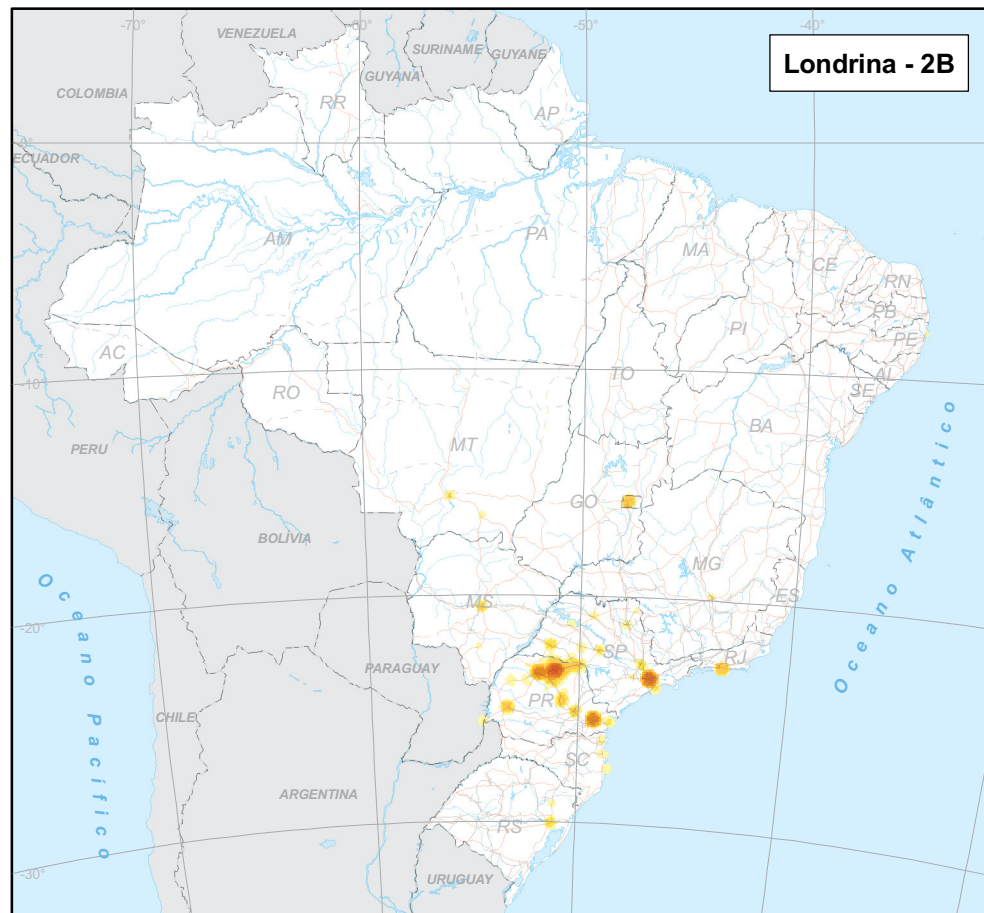 -70°
-60°
-50°
-40°
VENEZUELA
SURINAME
GUYANE
Londrina - 2B
GUYANA
COLOMBIA
RR
AP
0°
ECUADOR
AM
PA
MA
CE
RN
PB
PI
PE
AC
TO
AL
-10°
RO
SE
BA
PERU
MT
GO
BOLÍVIA
MG
Oceano Atlântico
Oceano Pacifico
ES
MS
-20°
SP
RJ
PARAGUAY
PR
CHILE
SC
ARGENTINA
RS
-30°
URUGUAY